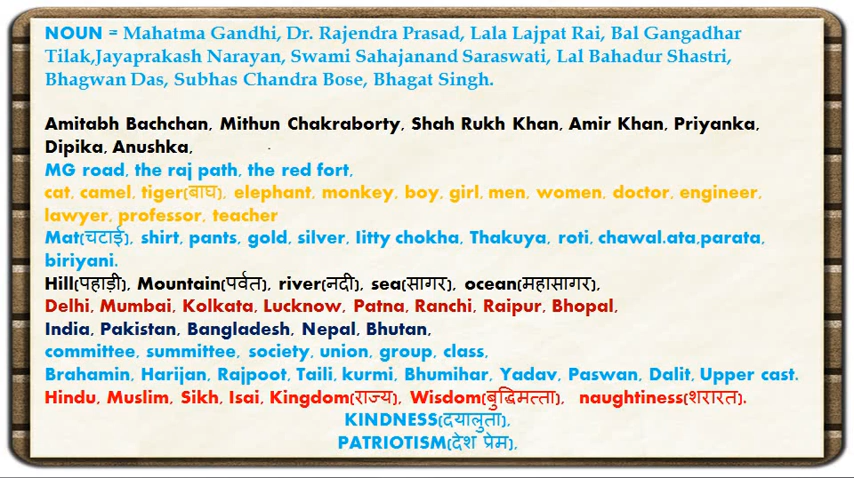 NOUN = Mahatma Gandhi, Dr. Rajendra Prasad, Lala Lajpat Rai, Bal Gangadhar
Tilak,Jayaprakash Narayan, Swami Sahajanand Saraswati, Lal Bahadur Shastri,
Bhagwan Das, Subhas Chandra Bose, Bhagat Singh.
Amitabh Bachchan, Mithun Chakraborty, Shah Rukh Khan, Amir Khan, Priyanka,
Dipika, Anushka,
MG road, the raj path, the red fort,
cat, camel, tiger(बाघ), elephant, monkey, boy, girl, men, women, doctor, engineer,
lawyer, professor, teacher
Mat(चटाई), shirt, pants, gold, silver, litty chokha, Thakuya, roti, chawal.ata,parata,
biriyani.
Hill(पहाड़ी), Mountain(पर्वत), river(नदी), sea(सागर), ocean(महासागर),
Delhi, Mumbai, Kolkata, Lucknow, Patna, Ranchi, Raipur, Bhopal,
India, Pakistan, Bangladesh, Nepal, Bhutan,
committee, summittee, society, union, group, class,
Brahamin, Harijan, Rajpoot, Taili, kurmi, Bhumihar, Yadav, Paswan, Dalit, Upper cast.
Hindu, Muslim, Sikh, Isai, Kingdom(राज्य), Wisdom(बुद्धिमत्ता), naughtiness(शरारत).
KINDNESS(दयालुता),
PATRIOTISM(देश प्रेम),